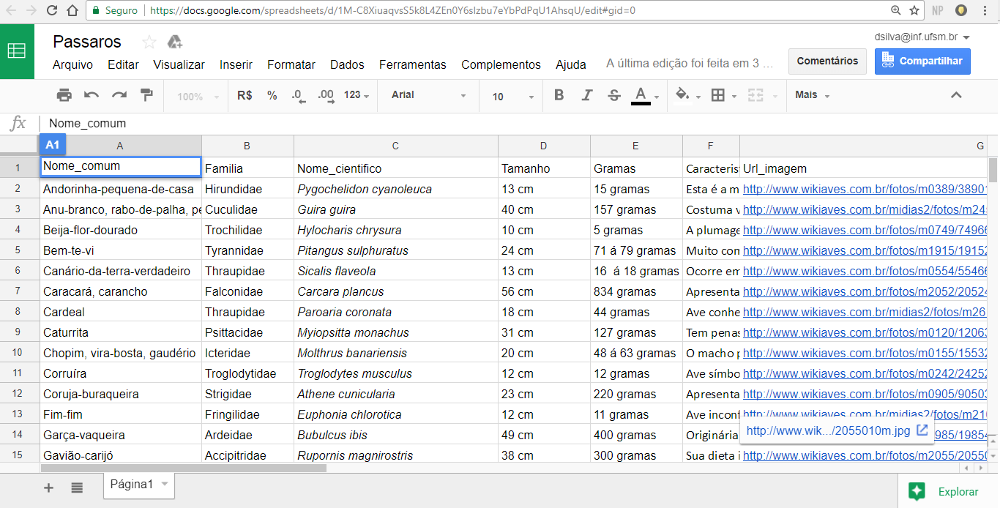 Seguro | https://docs.google.com/spreadsheets/d/1M-C8XiuaqvsS5k8L4ZEn0Y6sIzbu7eYbPdPqU1AhsqU/edit#gid=0 NP
Passaros dsilva@inf.ufsm.br
Arquivo Editar Visualizar Inserir Formatar Dados Ferramentas Complementos Ajuda A última edição foi feita em 3 ... Comentários Compartilhar
100% R$ % .0 .00 123 Arial 10 B I S A Mais
fx Nome_comum
A1 A B C D E F G
1 Nome_comum Familia Nome_cientifico Tamanho Gramas Caracterist Url_imagem
2 Andorinha-pequena-de-casa Hirundidae Pygochelidon cyanoleuca 13 cm 15 gramas Esta é a m http://www.wikiaves.com.br/fotos/m0389/38901
3 Anu-branco, rabo-de-palha, pe Cuculidae Guira guira 40 cm 157 gramas Costuma v http://www.wikiaves.com.br/midias2/fotos/m245
4 Beija-flor-dourado Trochilidae Hylocharis chrysura 10 cm 5 gramas A plumage http://www.wikiaves.com.br/fotos/m0749/74966
5 Bem-te-vi Tyrannidae Pitangus sulphuratus 24 cm 71 á 79 gramas Muito com http://www.wikiaves.com.br/fotos/m1915/19152
6 Canário-da-terra-verdadeiro Thraupidae Sicalis flaveola 13 cm 16 á 18 gramas Ocorre em http://www.wikiaves.com.br/fotos/m0554/55466
7 Caracará, carancho Falconidae Carcara plancus 56 cm 834 gramas Apresenta http://www.wikiaves.com.br/fotos/m2052/20524
8 Cardeal Thraupidae Paroaria coronata 18 cm 44 gramas Ave conhe http://www.wikiaves.com.br/midias2/fotos/m261
9 Caturrita Psittacidae Myiopsitta monachus 31 cm 127 gramas Tem penas http://www.wikiaves.com.br/fotos/m0120/12063
10 Chopim, vira-bosta, gaudério Icteridae Molthrus banariensis 20 cm 48 á 63 gramas O macho p http://www.wikiaves.com.br/fotos/m0155/15532
11 Corruíra Troglodytidae Troglodytes musculus 12 cm 12 gramas Ave símbo http://www.wikiaves.com.br/fotos/m0242/24252
12 Coruja-buraqueira Strigidae Athene cunicularia 23 cm 220 gramas Apresenta http://www.wikiaves.com.br/fotos/m0905/90503
13 Fim-fim Fringilidae Euphonia chlorotica 12 cm 11 gramas Ave inconf http://www.wikiaves.com.br/midias2/fotos/m210
14 Garça-vaqueira Ardeidae Bubulcus ibis 49 cm 400 gramas Originária http://www.wik.../2055010m.jpg 985/19854
15 Gavião-carijó Accipitridae Rupornis magnirostris 38 cm 300 gramas Sua dieta i http://www.wikiaves.com.br/fotos/m2055/20550
Página1 Explorar